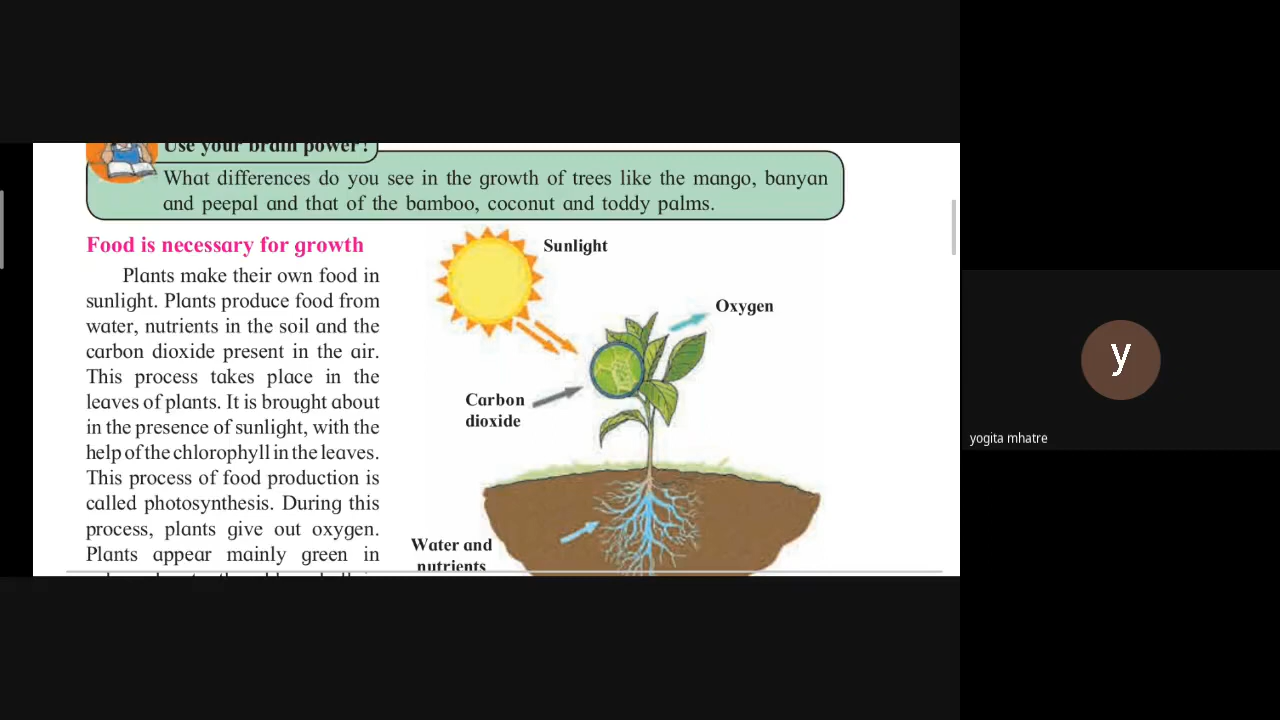 Use your brain power!
What differences do you see in the growth of trees like the mango, banyan
and peepal and that of the bamboo, coconut and toddy palms.
Food is necessary for growth
Plants make their own food in
sunlight. Plants produce food from
water, nutrients in the soil and the
carbon dioxide present in the air.
This process takes place in the
leaves of plants. It is brought about
in the presence of sunlight, with the
help of the chlorophyll in the leaves.
This process of food production is
called photosynthesis. During this
process, plants give out oxygen.
Plants appear mainly green in
Sunlight
Oxygen
Carbon
dioxide
Water and
nutrients
y
yogita mhatre